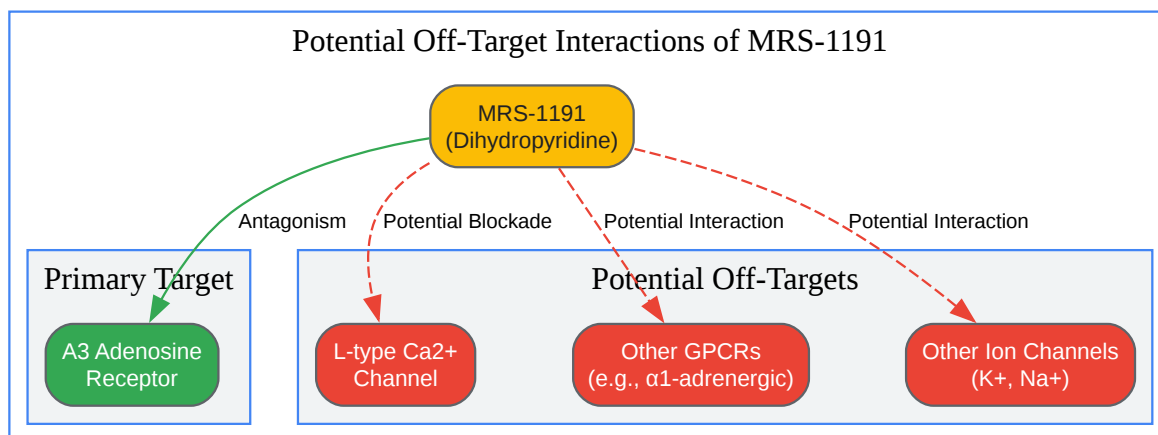 Potential Off-Target Interactions of MRS-1191
MRS-1191
(Dihydropyridine)
Antagonism
Potential Blockade
Potential Interaction
Potential Interaction
Primary Target
Potential Off-Targets
A3 Adenosine
Receptor
L-type Ca2+
Channel
Other GPCRs
(e.g., α1-adrenergic)
Other Ion Channels
(K+, Na+)